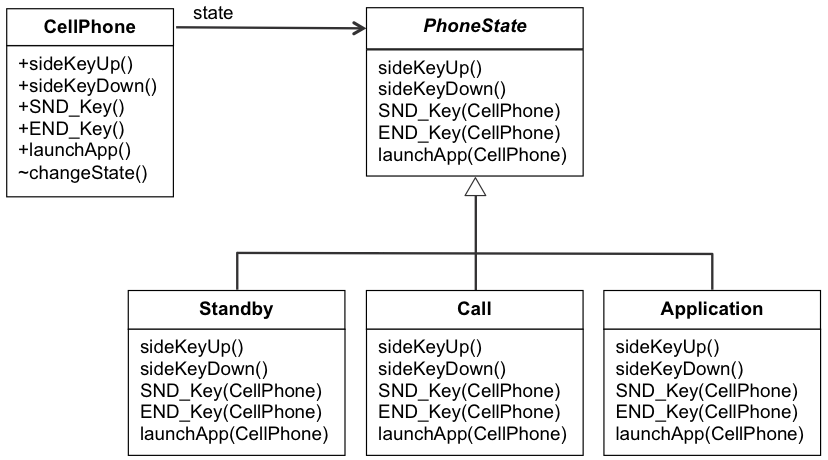 CellPhone
+sideKeyUp()
+sideKeyDown()
+SND_Key()
+END_Key()
+launchApp()
~changeState()
state
PhoneState
sideKeyUp()
sideKeyDown()
SND_Key(CellPhone)
END_Key(CellPhone)
launchApp(CellPhone)
Standby
sideKeyUp()
sideKeyDown()
SND_Key(CellPhone)
END_Key(CellPhone)
launchApp(CellPhone)
Call
sideKeyUp()
sideKeyDown()
SND_Key(CellPhone)
END_Key(CellPhone)
launchApp(CellPhone)
Application
sideKeyUp()
sideKeyDown()
SND_Key(CellPhone)
END_Key(CellPhone)
launchApp(CellPhone)